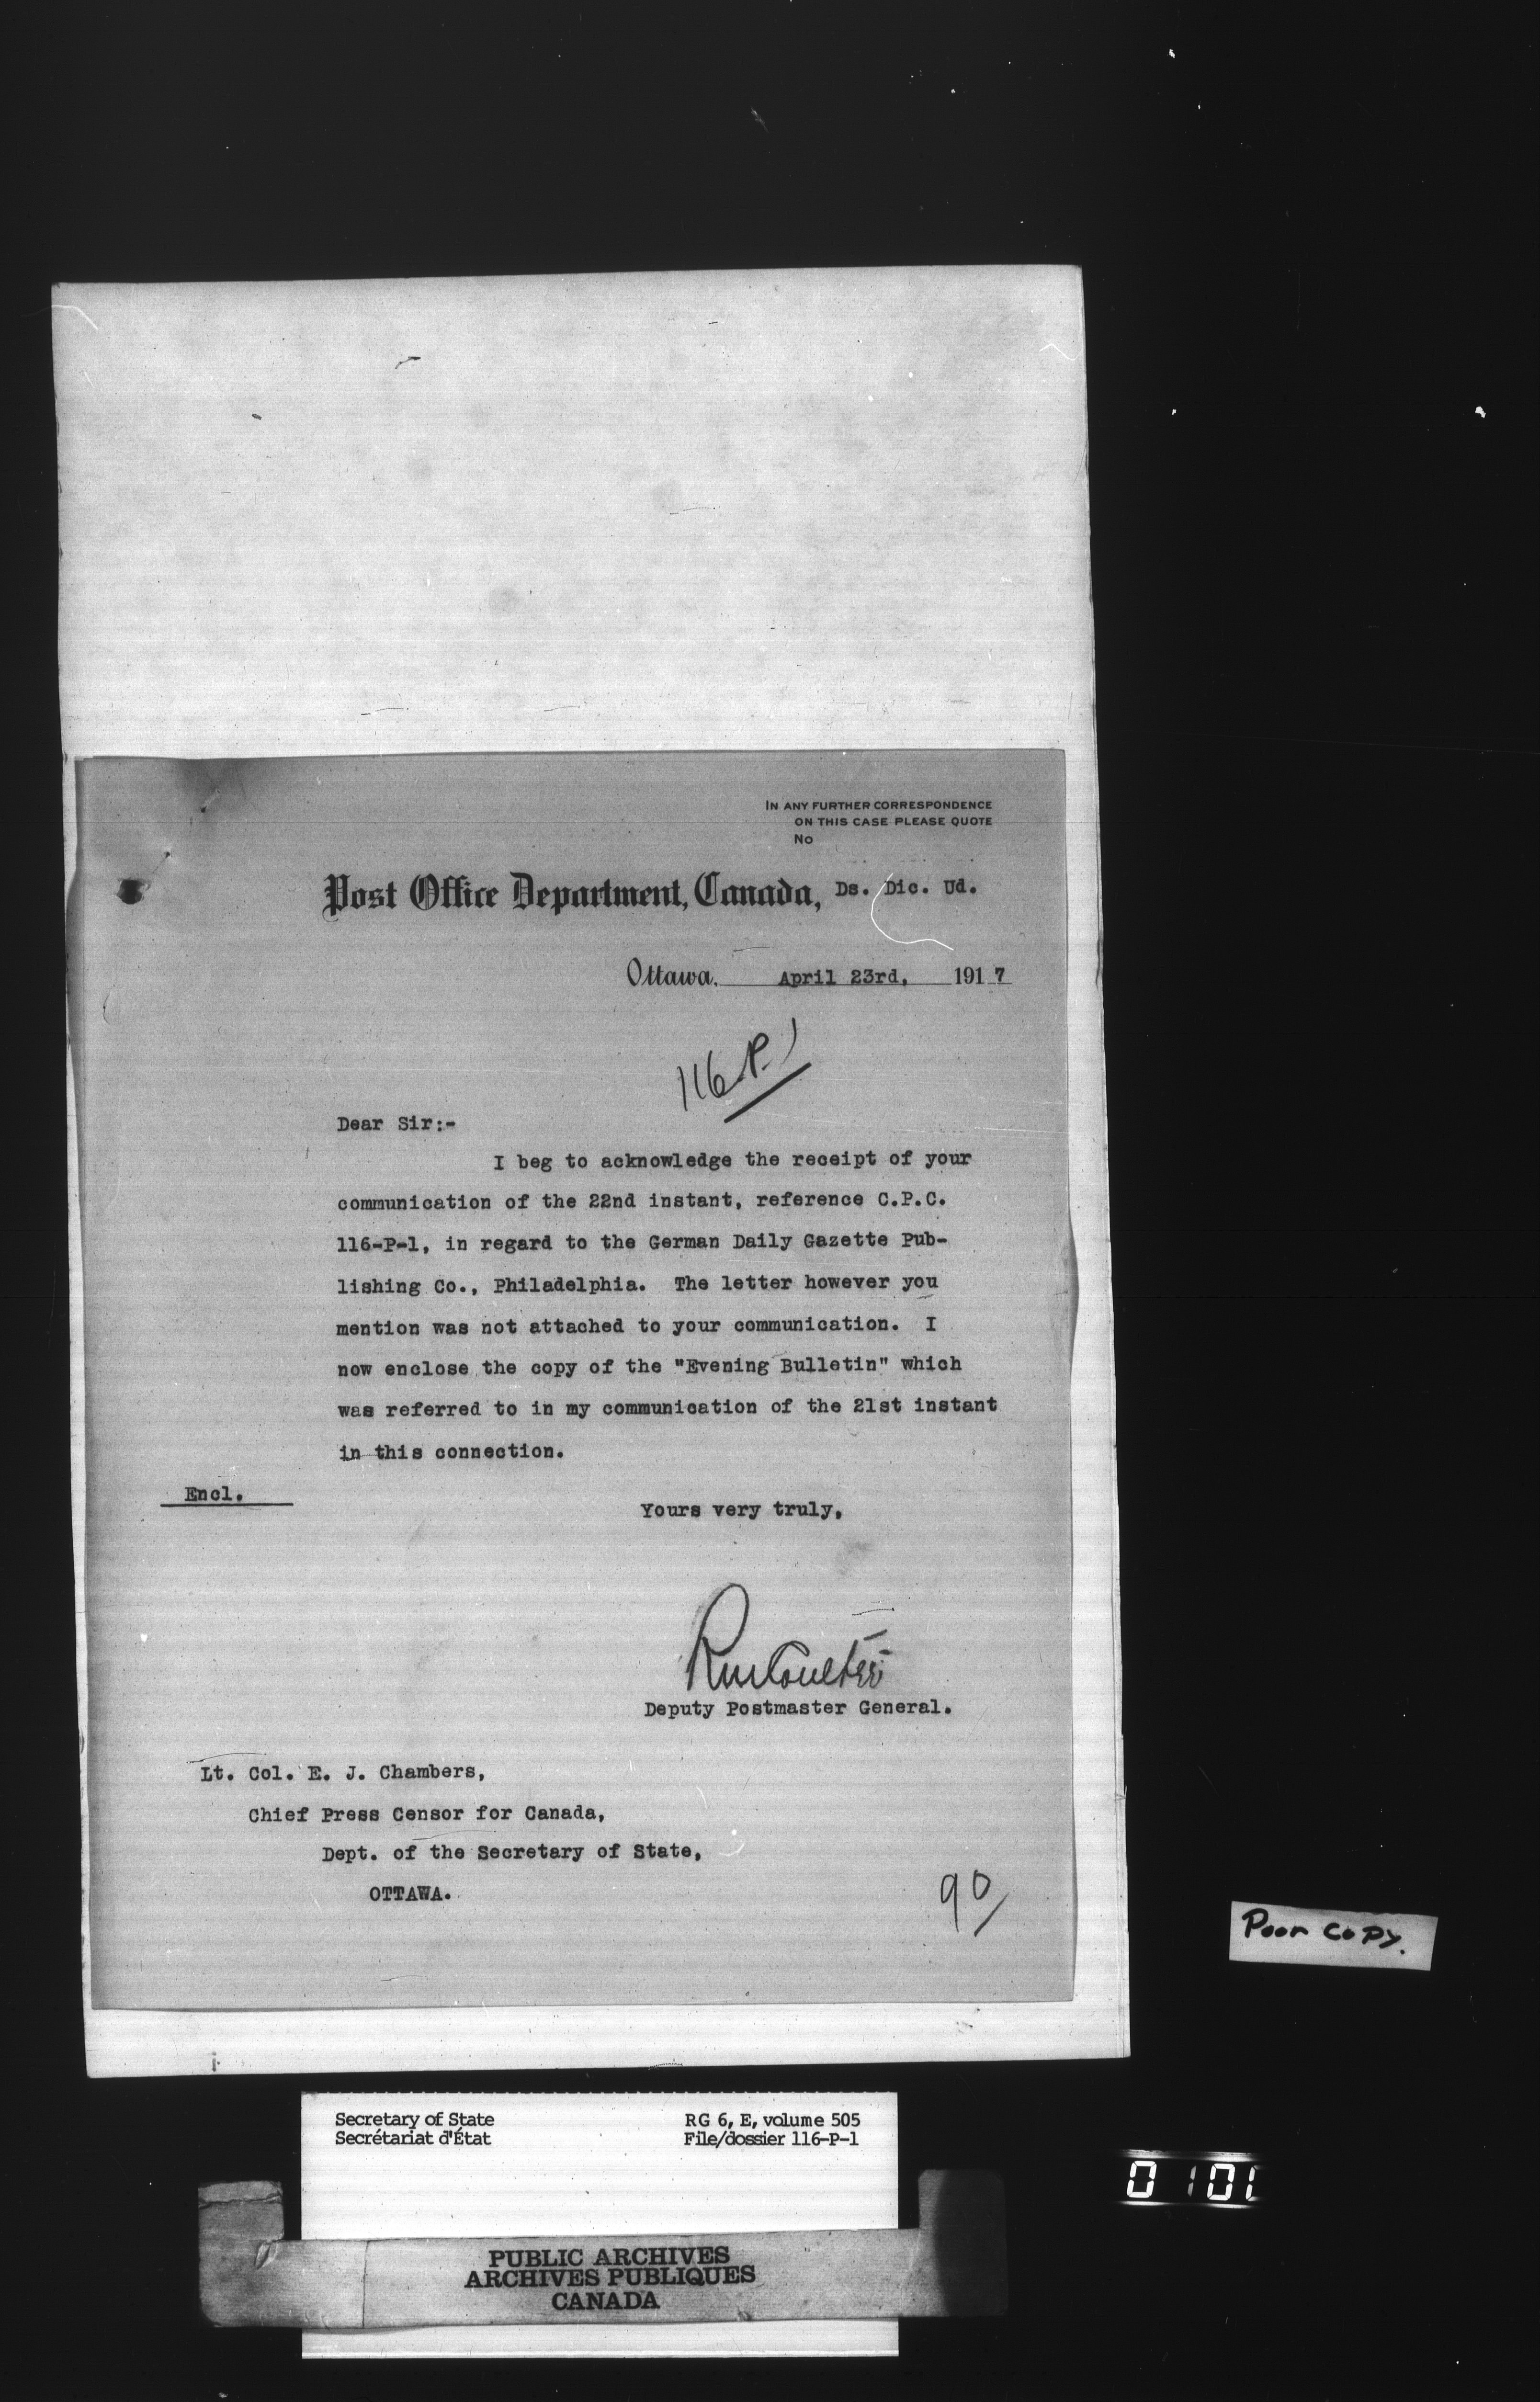 IN ANY FURTHER CORRESPONDENCE
ON THIS CASE PLEASE QUOTE
No
Post Office Department, Canada, Ds. Dic. Ud.
Ottawa, April 23rd, 1917
116-P-1
Dear Sir:-
I beg to acknowledge the receipt of your
communication of the 22nd instant, reference C.P.C.
116-P-1, in regard to the German Daily Gazette Pub-
lishing Co., Philadelphia. The letter however you
mention was not attached to your communication. I
now enclose the copy of the "Evening Bulletin" which
was referred to in my communication of the 21st instant
in this connection.
Encl.
Yours very truly,
RmCoulter
Deputy Postmaster General.
Lt. Col. E. J. Chambers,
Chief Press Censor for Canada,
Dept. of the Secretary of State,
OTTAWA.
90/
Poor Copy.
Secretary of State RG 6, E, volume 505
Secrétariat d'État File/dossier 116-P-1
0101
PUBLIC ARCHIVES
ARCHIVES PUBLIQUES
CANADA